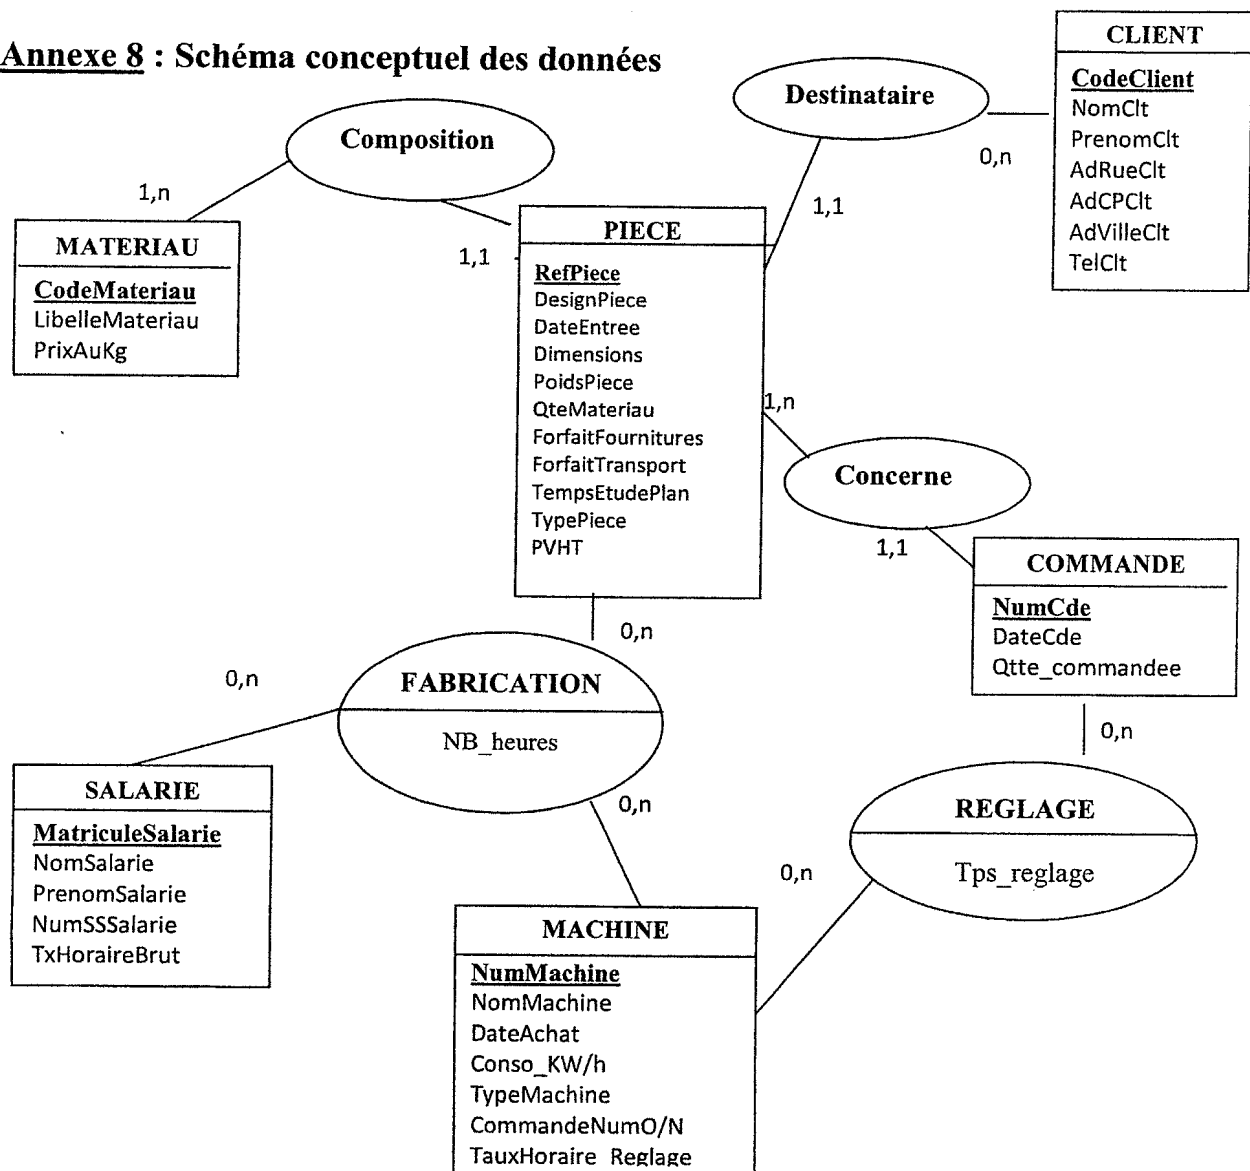 Annexe 8 : Schéma conceptuel des données
CLIENT
CodeClient
NomClt
PrenomClt
AdRueClt
AdCPClt
AdVilleClt
TelClt
Destinataire
0,n
1,1
Composition
1,n
1,1
MATERIAU
CodeMateriau
LibelleMateriau
PrixAuKg
PIECE
RefPiece
DesignPiece
DateEntree
Dimensions
PoidsPiece
QteMateriau
ForfaitFournitures
ForfaitTransport
TempsEtudePlan
TypePiece
PVHT
1,n
Concerne
1,1
COMMANDE
NumCde
DateCde
Qtte_commandee
0,n
0,n
FABRICATION
NB_heures
0,n
0,n
SALARIE
MatriculeSalarie
NomSalarie
PrenomSalarie
NumSSSalarie
TxHoraireBrut
REGLAGE
Tps_reglage
0,n
MACHINE
NumMachine
NomMachine
DateAchat
Conso_KW/h
TypeMachine
CommandeNumO/N
TauxHoraire_Reglage